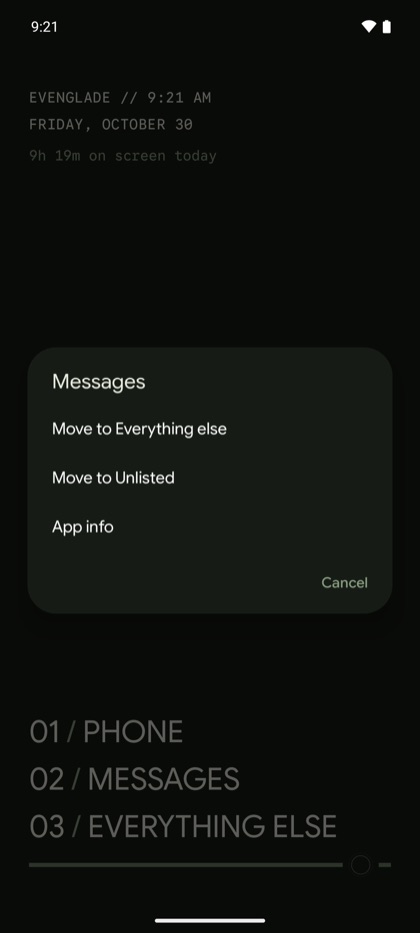 9:21
EVENGLADE // 9:21 AM
FRIDAY, OCTOBER 30
9h 19m on screen today
Messages
Move to Everything else
Move to Unlisted
App info
Cancel
01 / PHONE
02 / MESSAGES
03 / EVERYTHING ELSE